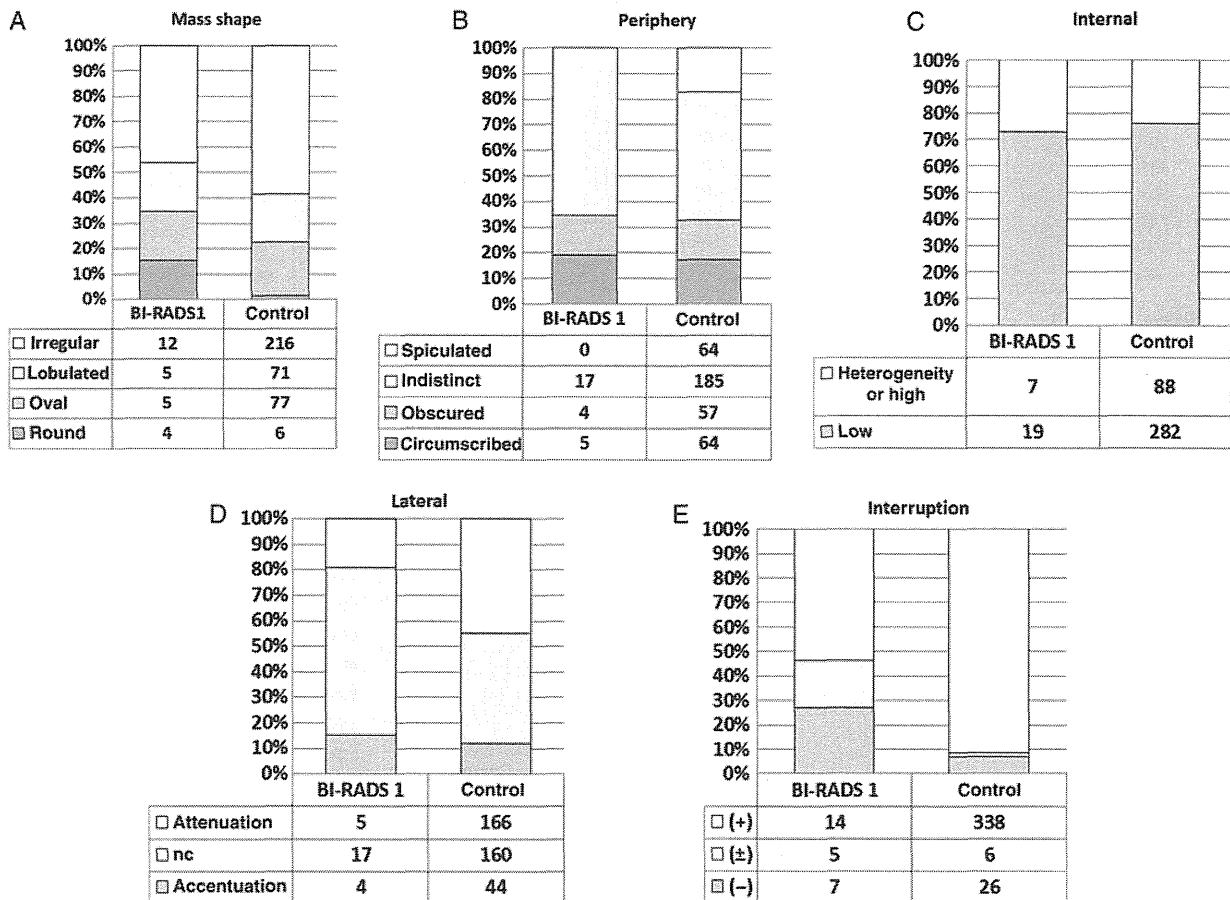 A
Mass shape
100%
90%
80%
70%
60%
50%
40%
30%
20%
10%
0%
BI-RADS1 Control
Irregular 12 216
Lobulated 5 71
Oval 5 77
Round 4 6
B
Periphery
100%
90%
80%
70%
60%
50%
40%
30%
20%
10%
0%
BI-RADS 1 Control
Spiculated 0 64
Indistinct 17 185
Obscured 4 57
Circumscribed 5 64
C
Internal
100%
90%
80%
70%
60%
50%
40%
30%
20%
10%
0%
BI-RADS 1 Control
Heterogeneity
or high 7 88
Low 19 282
D
Lateral
100%
90%
80%
70%
60%
50%
40%
30%
20%
10%
0%
BI-RADS 1 Control
Attenuation 5 166
nc 17 160
Accentuation 4 44
E
Interruption
100%
90%
80%
70%
60%
50%
40%
30%
20%
10%
0%
BI-RADS 1 Control
(+) 14 338
(±) 5 6
(−) 7 26